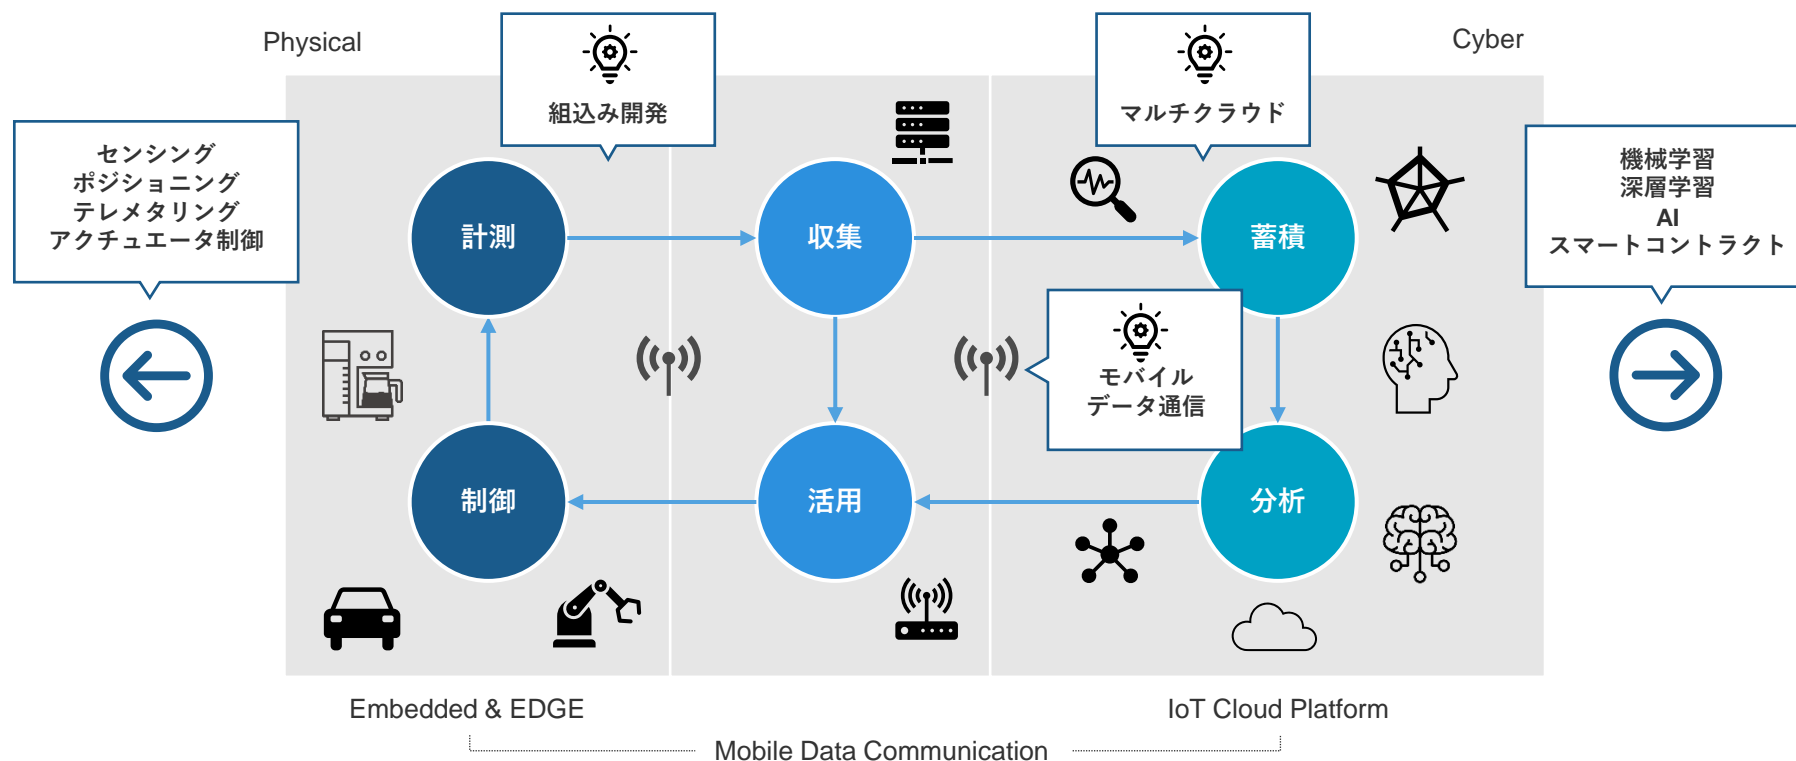 Physical
Cyber
組込み開発
マルチクラウド
センシング
ポジショニング
テレメタリング
アクチュエータ制御
機械学習
深層学習
AI
スマートコントラクト
計測
収集
蓄積
モバイル
データ通信
制御
活用
分析
Embedded & EDGE
IoT Cloud Platform
Mobile Data Communication